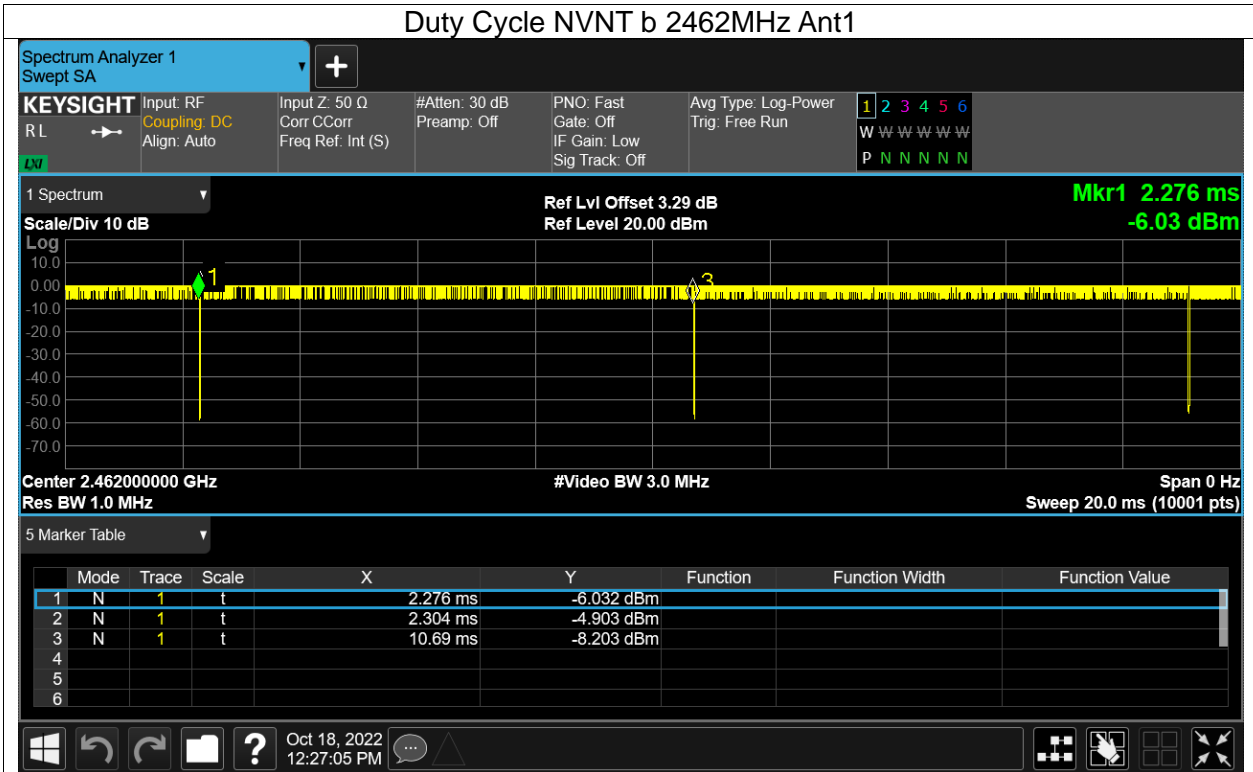 Duty Cycle NVNT b 2462MHz Ant1
Spectrum Analyzer 1
Swept SA
KEYSIGHT Input: RF Input Z: 50 Ω #Atten: 30 dB PNO: Fast Avg Type: Log-Power 1 2 3 4 5 6
RL Coupling: DC Corr CCorr Preamp: Off Gate: Off Trig: Free Run W W W W W W
Align: Auto Freq Ref: Int (S) IF Gain: Low
LXI Sig Track: Off P N N N N N
1 Spectrum Ref Lvl Offset 3.29 dB Mkr1 2.276 ms
Scale/Div 10 dB Ref Level 20.00 dBm -6.03 dBm
Log
10.0
0.00
-10.0
-20.0
-30.0
-40.0
-50.0
-60.0
-70.0
1
3
Center 2.462000000 GHz #Video BW 3.0 MHz Span 0 Hz
Res BW 1.0 MHz Sweep 20.0 ms (10001 pts)
5 Marker Table
Mode Trace Scale X Y Function Function Width Function Value
1 N 1 t 2.276 ms -6.032 dBm
2 N 1 t 2.304 ms -4.903 dBm
3 N 1 t 10.69 ms -8.203 dBm
4
5
6
? Oct 18, 2022
12:27:05 PM